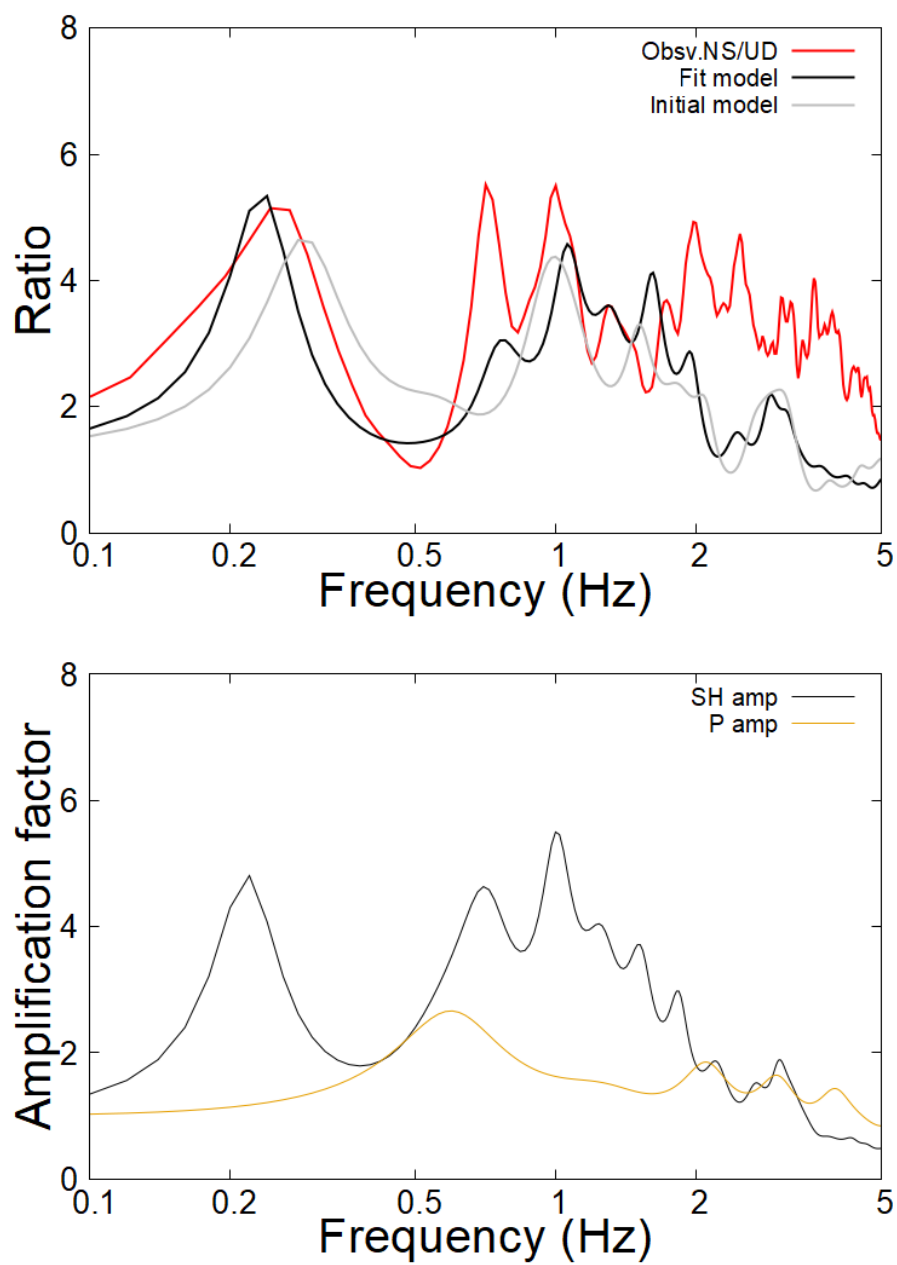 8
6
4
2
0
Ratio
Obsv.NS/UD
Fit model
Initial model
0.1 0.2 0.5 1 2 5
Frequency (Hz)
8
6
4
2
0
Amplification factor
SH amp
P amp
0.1 0.2 0.5 1 2 5
Frequency (Hz)